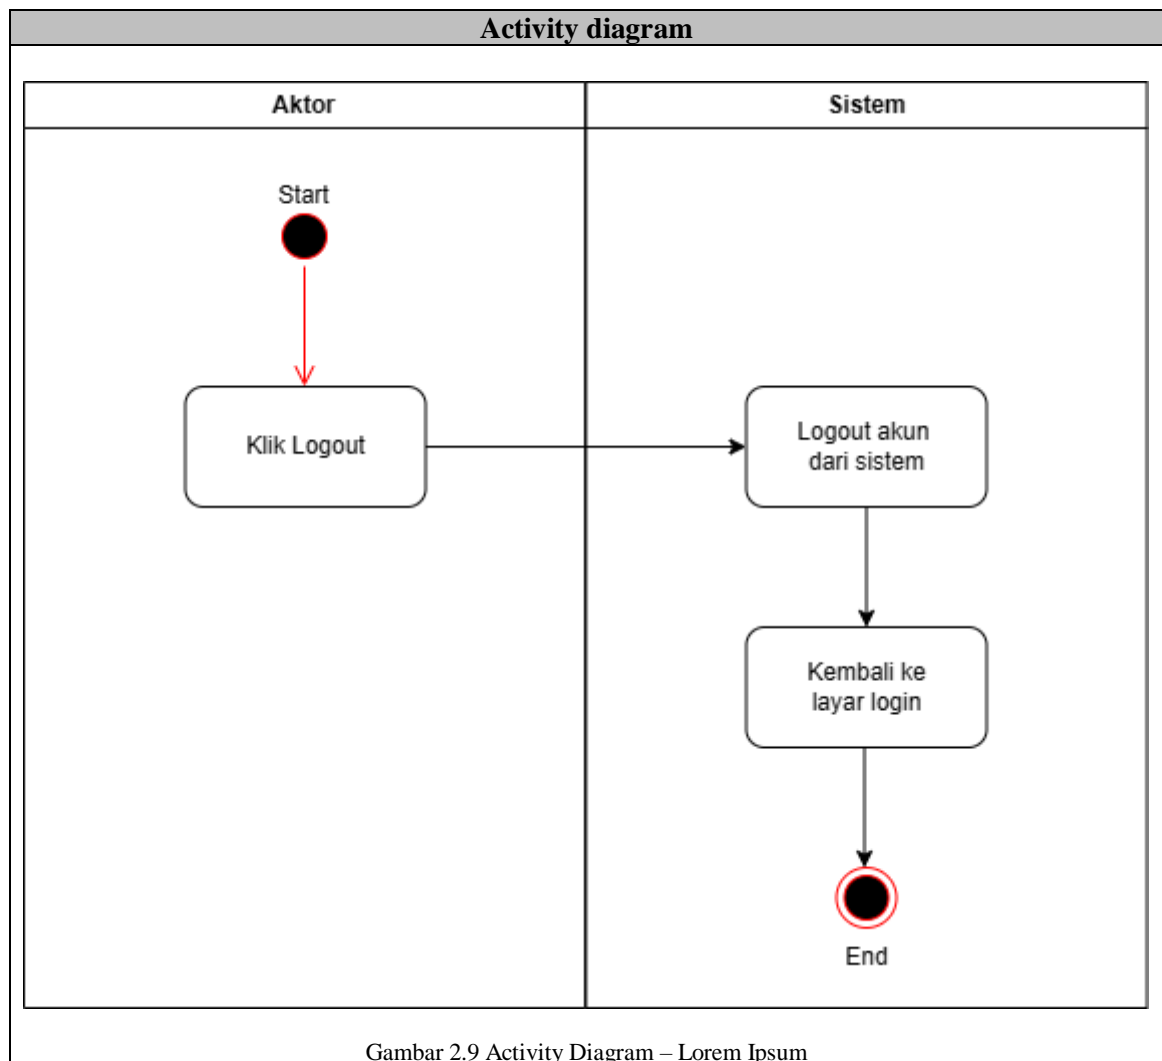 Activity diagram
Aktor
Sistem
Start
Klik Logout
Logout akun
dari sistem
Kembali ke
layar login
End
Gambar 2.9 Activity Diagram – Lorem Ipsum